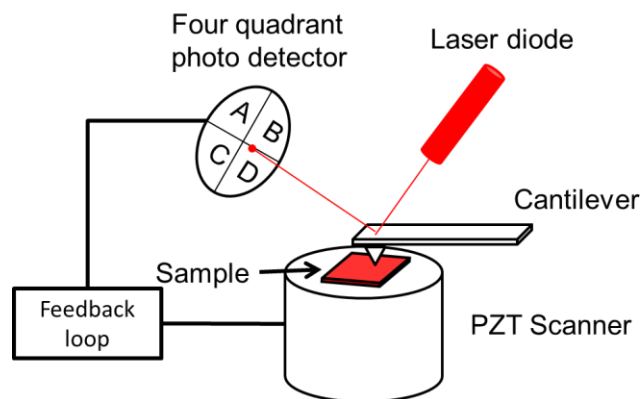 Four quadrant
photo detector
Laser diode
A
B
C
D
Cantilever
Sample
Feedback
loop
PZT Scanner